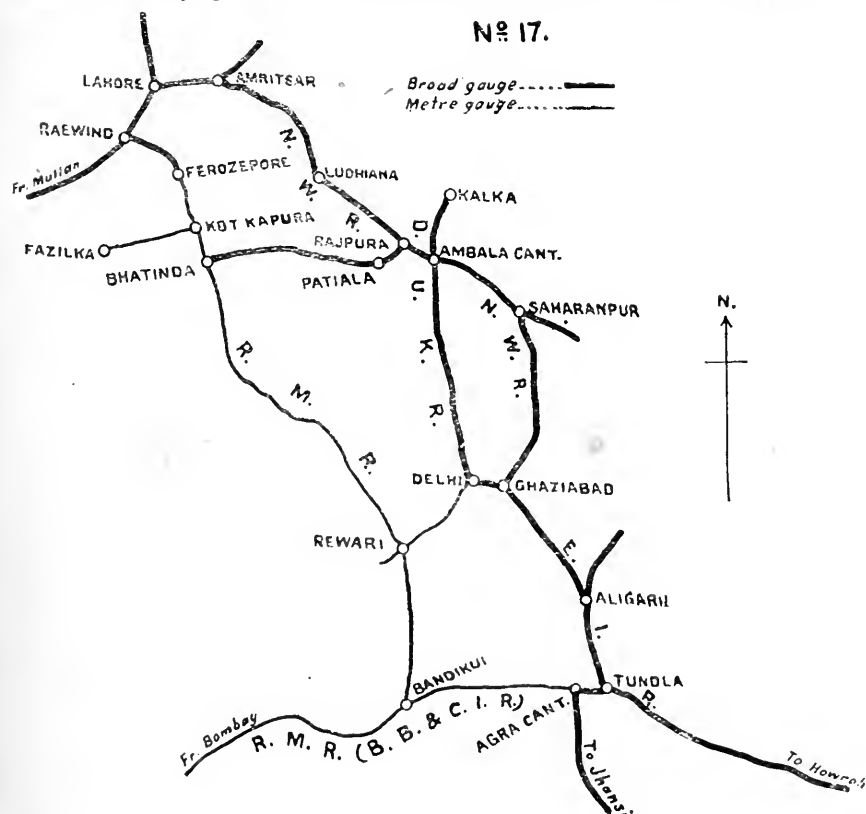 Nº 17.
Broad gauge
Metre gauge
LAHORE
AMRITSAR
RAEWIND
Fr. Multan
FEROZEPORE
N. W. R.
LUDHIANA
KALKA
KOT KAPURA
FAZILKA
BHATINDA
RAJPURA
PATIALA
AMBALA CANT.
D. U. K. R.
SAHARANPUR
N. W. R.
N.
R. M. R.
DELHI
GHAZIABAD
REWARI
E. I. R.
ALIGARH
BANDIKUI
TUNDLA
AGRA CANT.
Fr. Bombay
R. M. R. (B. B. & C. I. R.)
To Jhansi
To Howrah